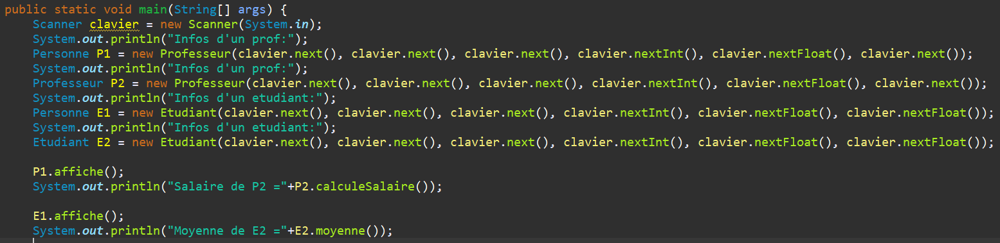 public static void main(String[] args) {
Scanner clavier = new Scanner(System.in);
System.out.println("Infos d'un prof:");
Personne P1 = new Professeur(clavier.next(), clavier.next(), clavier.next(), clavier.nextInt(), clavier.nextFloat(), clavier.next());
System.out.println("Infos d'un prof:");
Professeur P2 = new Professeur(clavier.next(), clavier.next(), clavier.next(), clavier.nextInt(), clavier.nextFloat(), clavier.next());
System.out.println("Infos d'un etudiant:");
Personne E1 = new Etudiant(clavier.next(), clavier.next(), clavier.next(), clavier.nextInt(), clavier.nextFloat(), clavier.nextFloat());
System.out.println("Infos d'un etudiant:");
Etudiant E2 = new Etudiant(clavier.next(), clavier.next(), clavier.next(), clavier.nextInt(), clavier.nextFloat(), clavier.nextFloat());
P1.affiche();
System.out.println("Salaire de P2 ="+P2.calculeSalaire());
E1.affiche();
System.out.println("Moyenne de E2 ="+E2.moyenne());